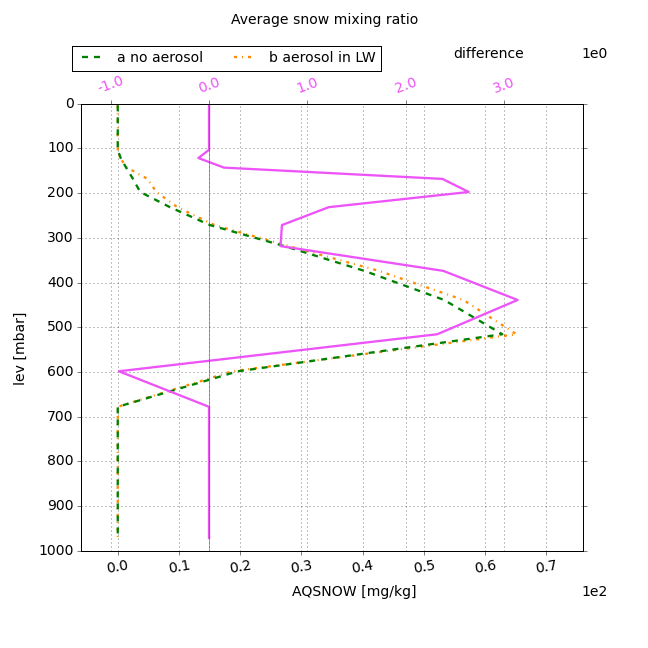 Average snow mixing ratio
a no aerosol b aerosol in LW difference 1e0
-1.0 0.0 1.0 2.0 3.0
0
100
200
300
400
500
600
700
800
900
1000
lev [mbar]
0.0 0.1 0.2 0.3 0.4 0.5 0.6 0.7
AQSNOW [mg/kg] 1e2